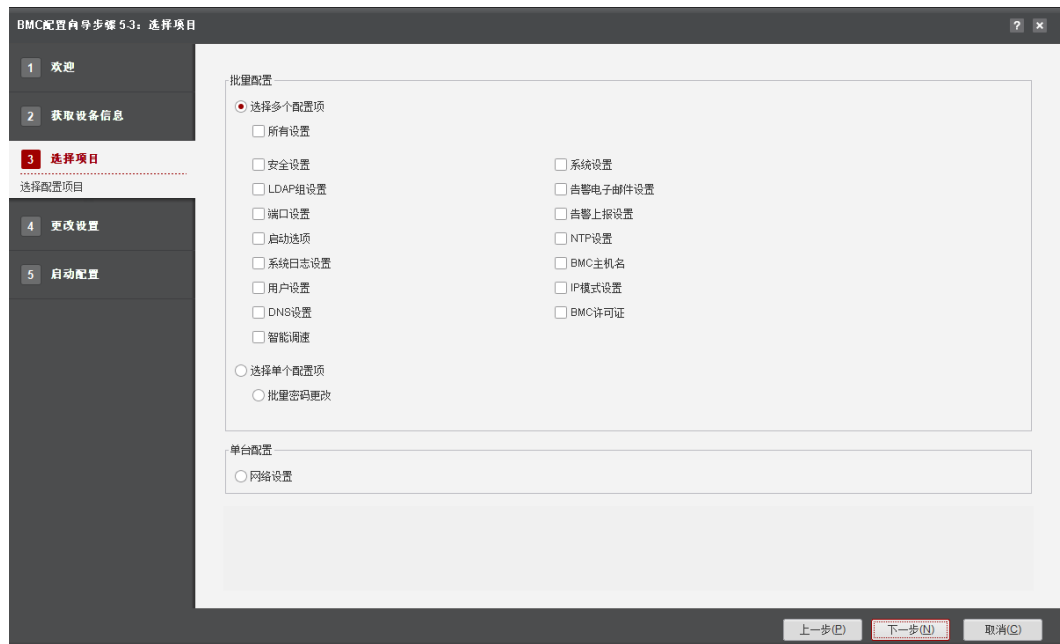 BMC配置向导步骤 5-3：选择项目
? ×
1 欢迎
2 获取设备信息
3 选择项目
选择配置项目
4 更改设置
5 启动配置
批量配置
选择多个配置项
所有设置
安全设置
系统设置
LDAP组设置
告警电子邮件设置
端口设置
告警上报设置
启动选项
NTP设置
系统日志设置
BMC主机名
用户设置
IP模式设置
DNS设置
BMC许可证
智能调速
选择单个配置项
批量密码更改
单台配置
网络设置
上一步(P) 下一步(N) 取消(C)